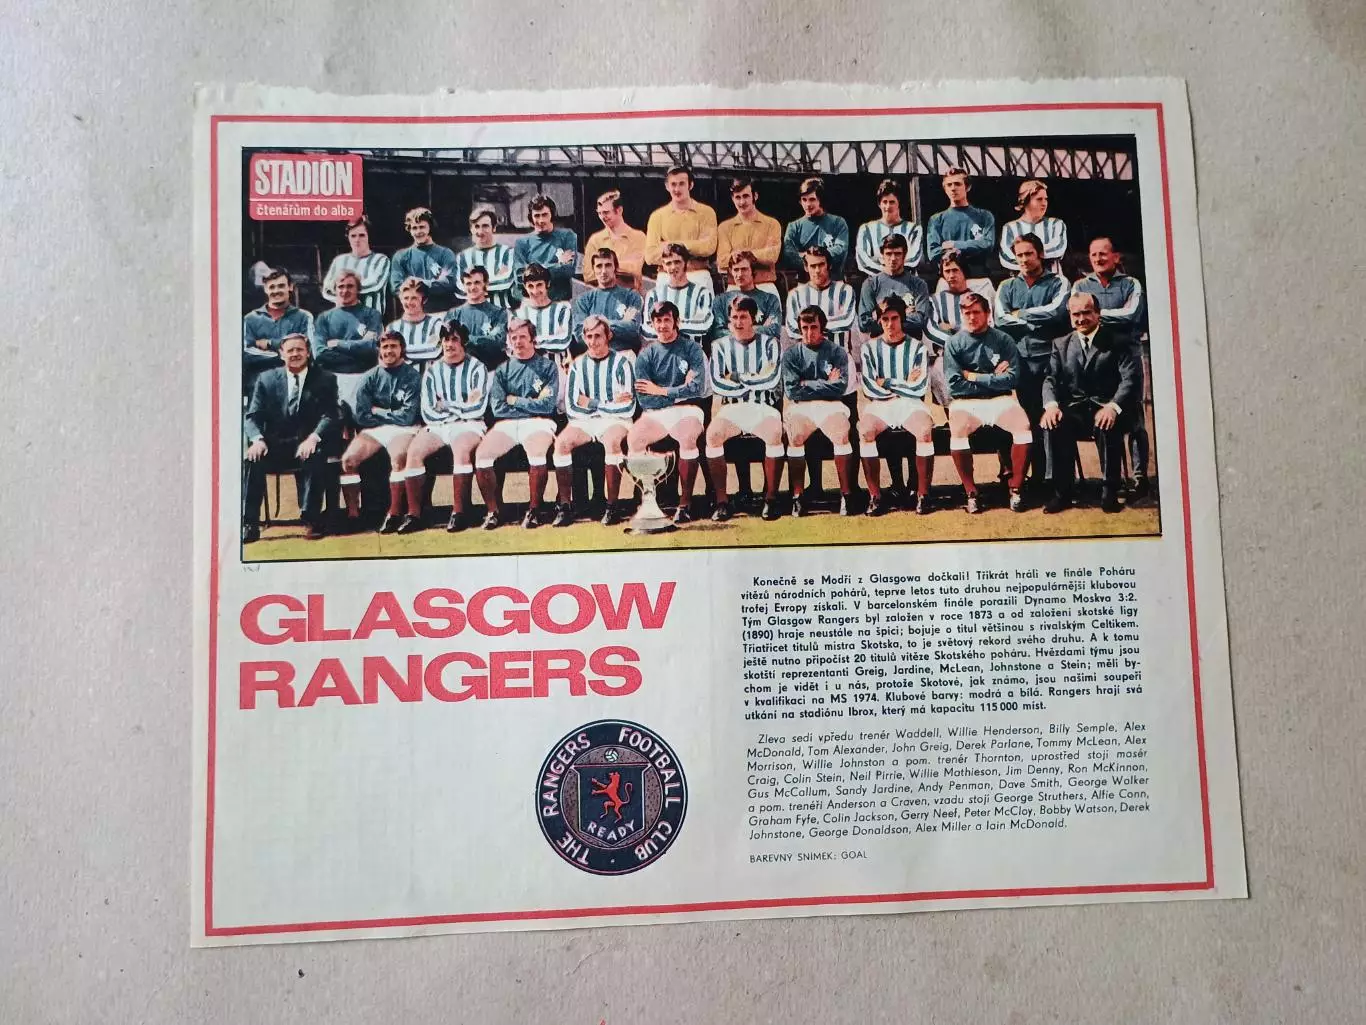 STADIÓN
čtenářům do alba
GLASGOW
RANGERS
THE RANGERS FOOTBALL CLUB
READY
Konečně se Modří z Glasgowa dočkali! Třikrát hráli ve finále Poháru
vítězů národních pohárů, teprve letos tuto druhou nejpopulárnější klubovou
trofej Evropy získali. V barcelonském finále porazili Dynamo Moskva 3:2.
Tým Glasgow Rangers byl založen v roce 1873 a od založení skotské ligy
(1890) hraje neustále na špici; bojuje o titul většinou s rivalským Celtikem.
Třiatřicet titulů mistra Skotska, to je světový rekord svého druhu. A k tomu
ještě nutno připočíst 20 titulů vítěze Skotského poháru. Hvězdami týmu jsou
skotští reprezentanti Greig, Jardine, McLean, Johnstone a Stein; měli by-
chom je vidět i u nás, protože Skotové, jak známo, jsou našimi soupeři
v kvalifikaci na MS 1974. Klubové barvy: modrá a bílá. Rangers hrají svá
utkání na stadiónu Ibrox, který má kapacitu 115 000 míst.
Zleva sedí vpředu trenér Waddell, Willie Henderson, Billy Semple, Alex
McDonald, Tom Alexander, John Greig, Derek Parlane, Tommy McLean, Alex
Morrison, Willie Johnston a pom. trenér Thornton, uprostřed stojí masér
Craig, Colin Stein, Neil Pirrie, Willie Mathieson, Jim Denny, Ron McKinnon,
Gus McCallum, Sandy Jardine, Andy Penman, Dave Smith, George Walker
a pom. trenéři Anderson a Craven, vzadu stojí George Struthers, Alfie Conn,
Graham Fyfe, Colin Jackson, Gerry Neef, Peter McCloy, Bobby Watson, Derek
Johnstone, George Donaldson, Alex Miller a Iain McDonald.
BAREVNÝ SNÍMEK: GOAL